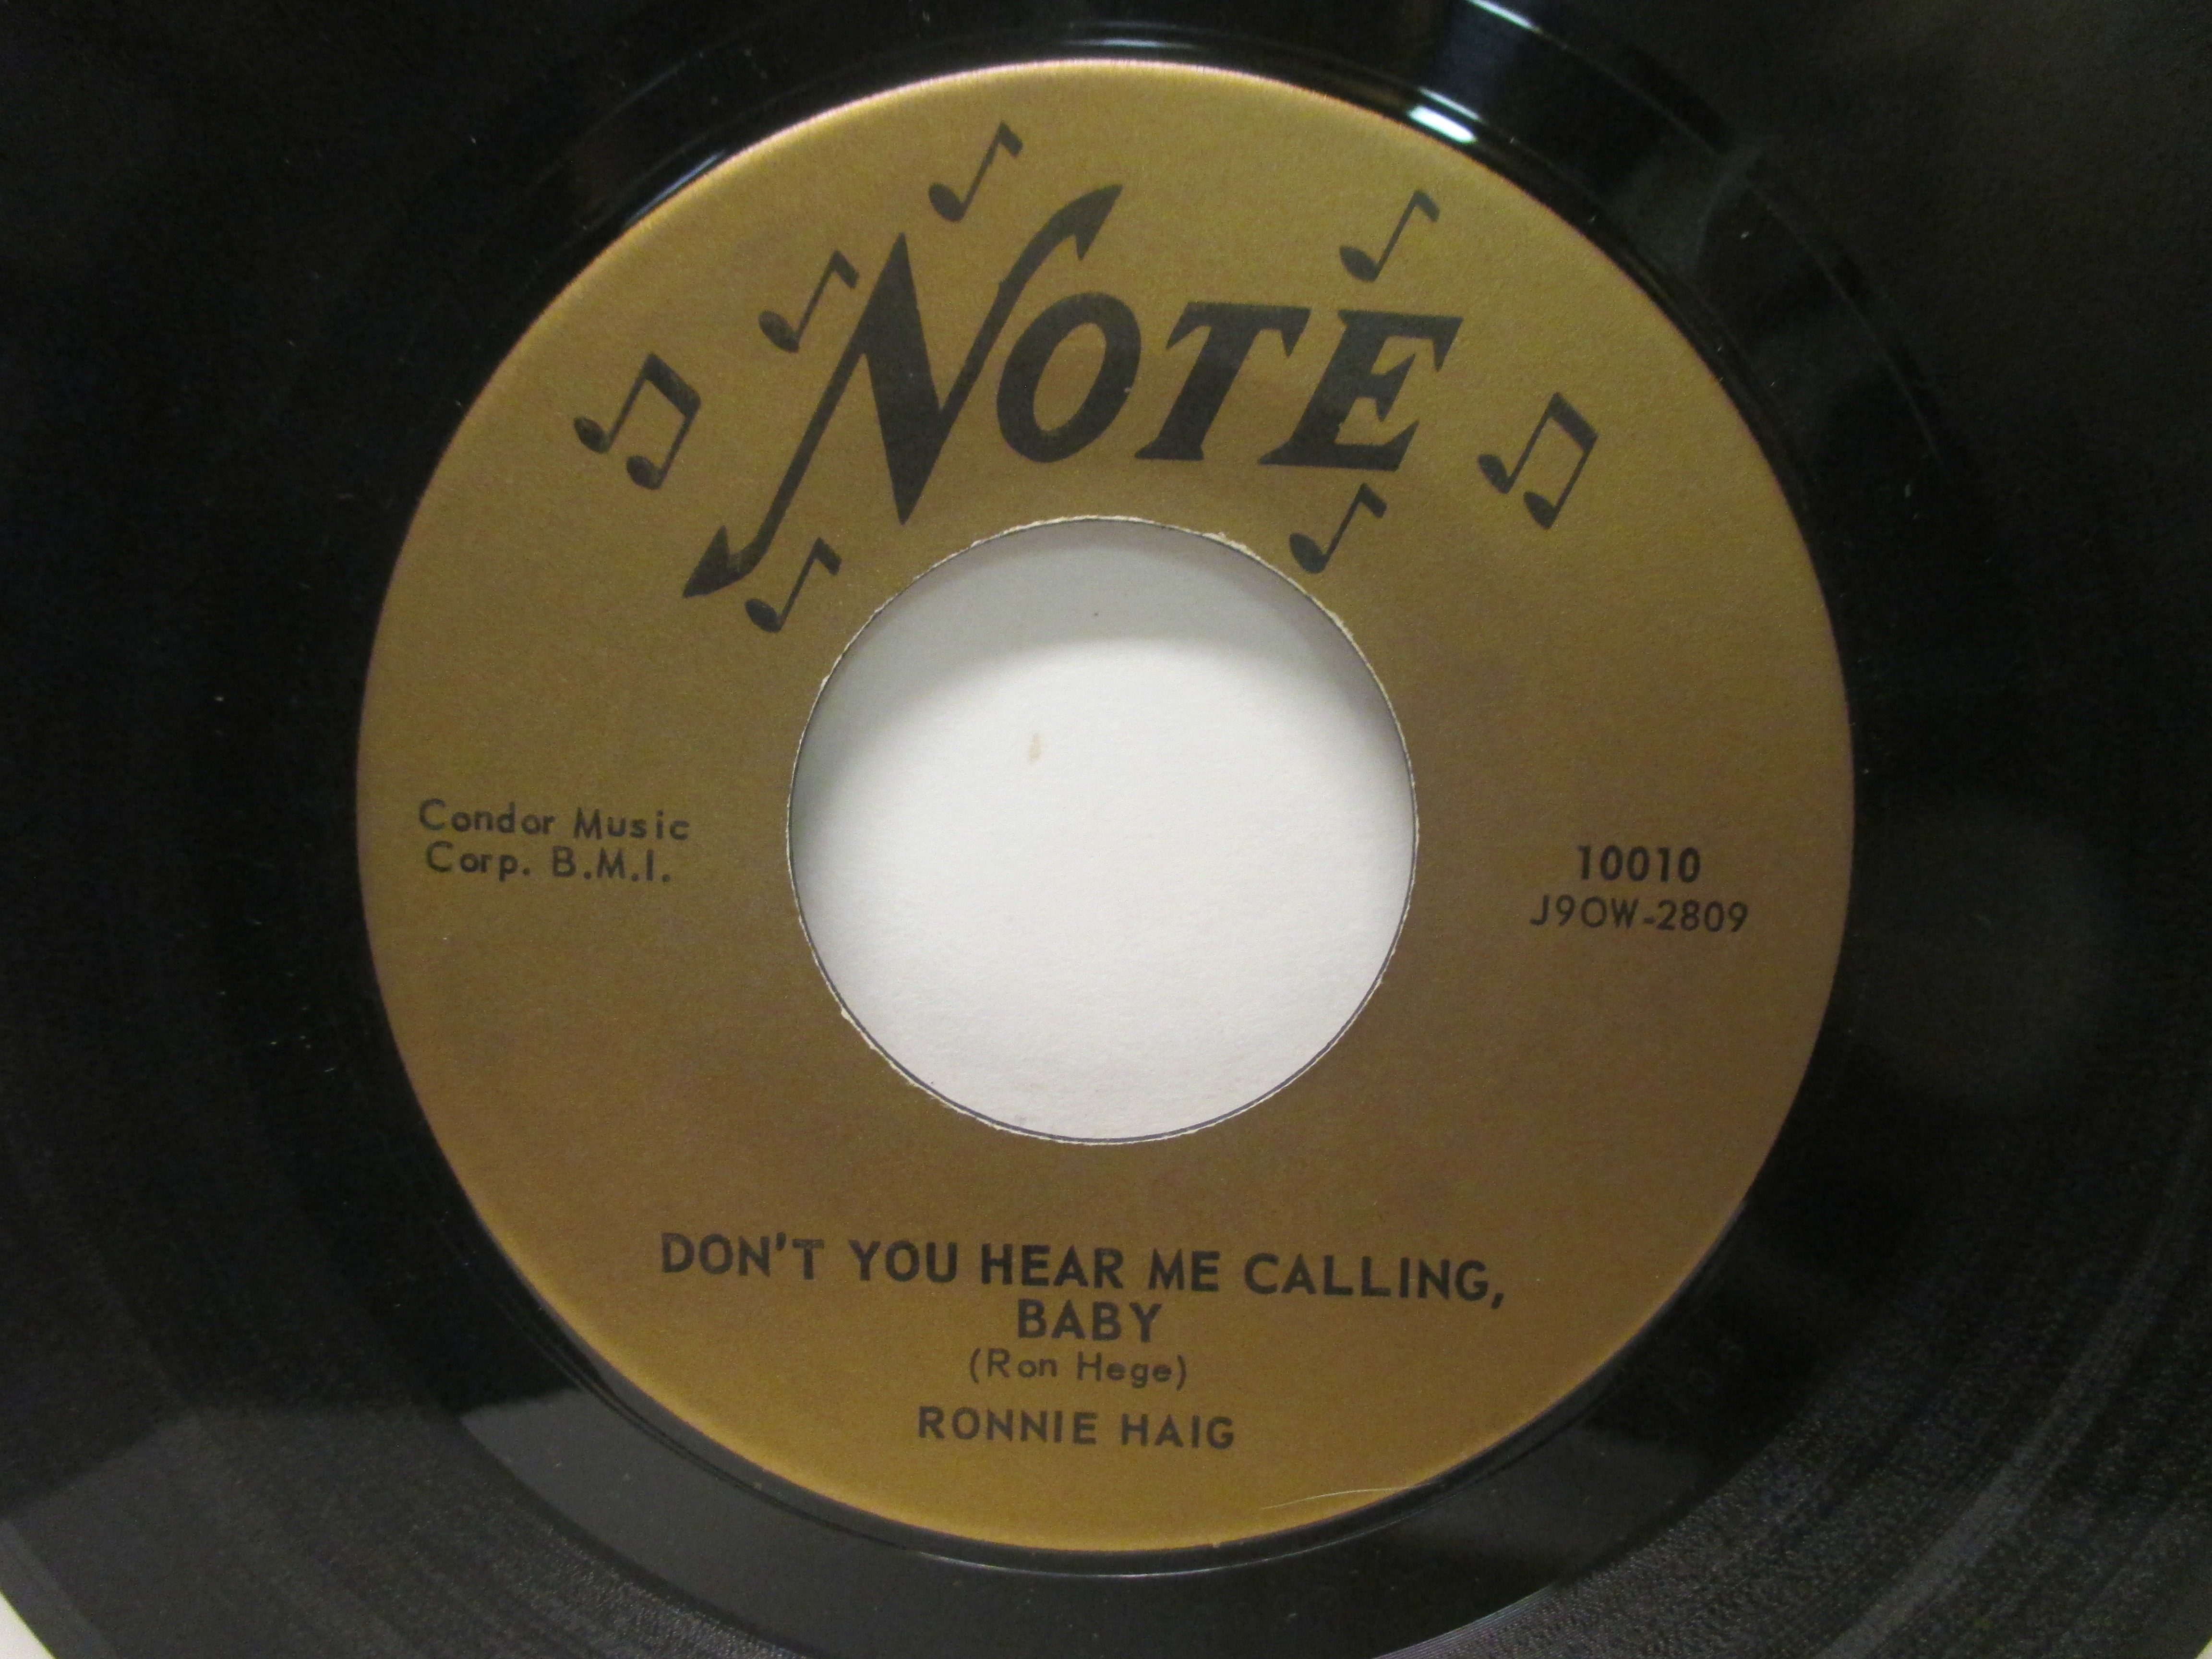 NOTE
Condor Music
Corp. B.M.I.
10010
J9OW-2809
DON'T YOU HEAR ME CALLING,
BABY
(Ron Hege)
RONNIE HAIG